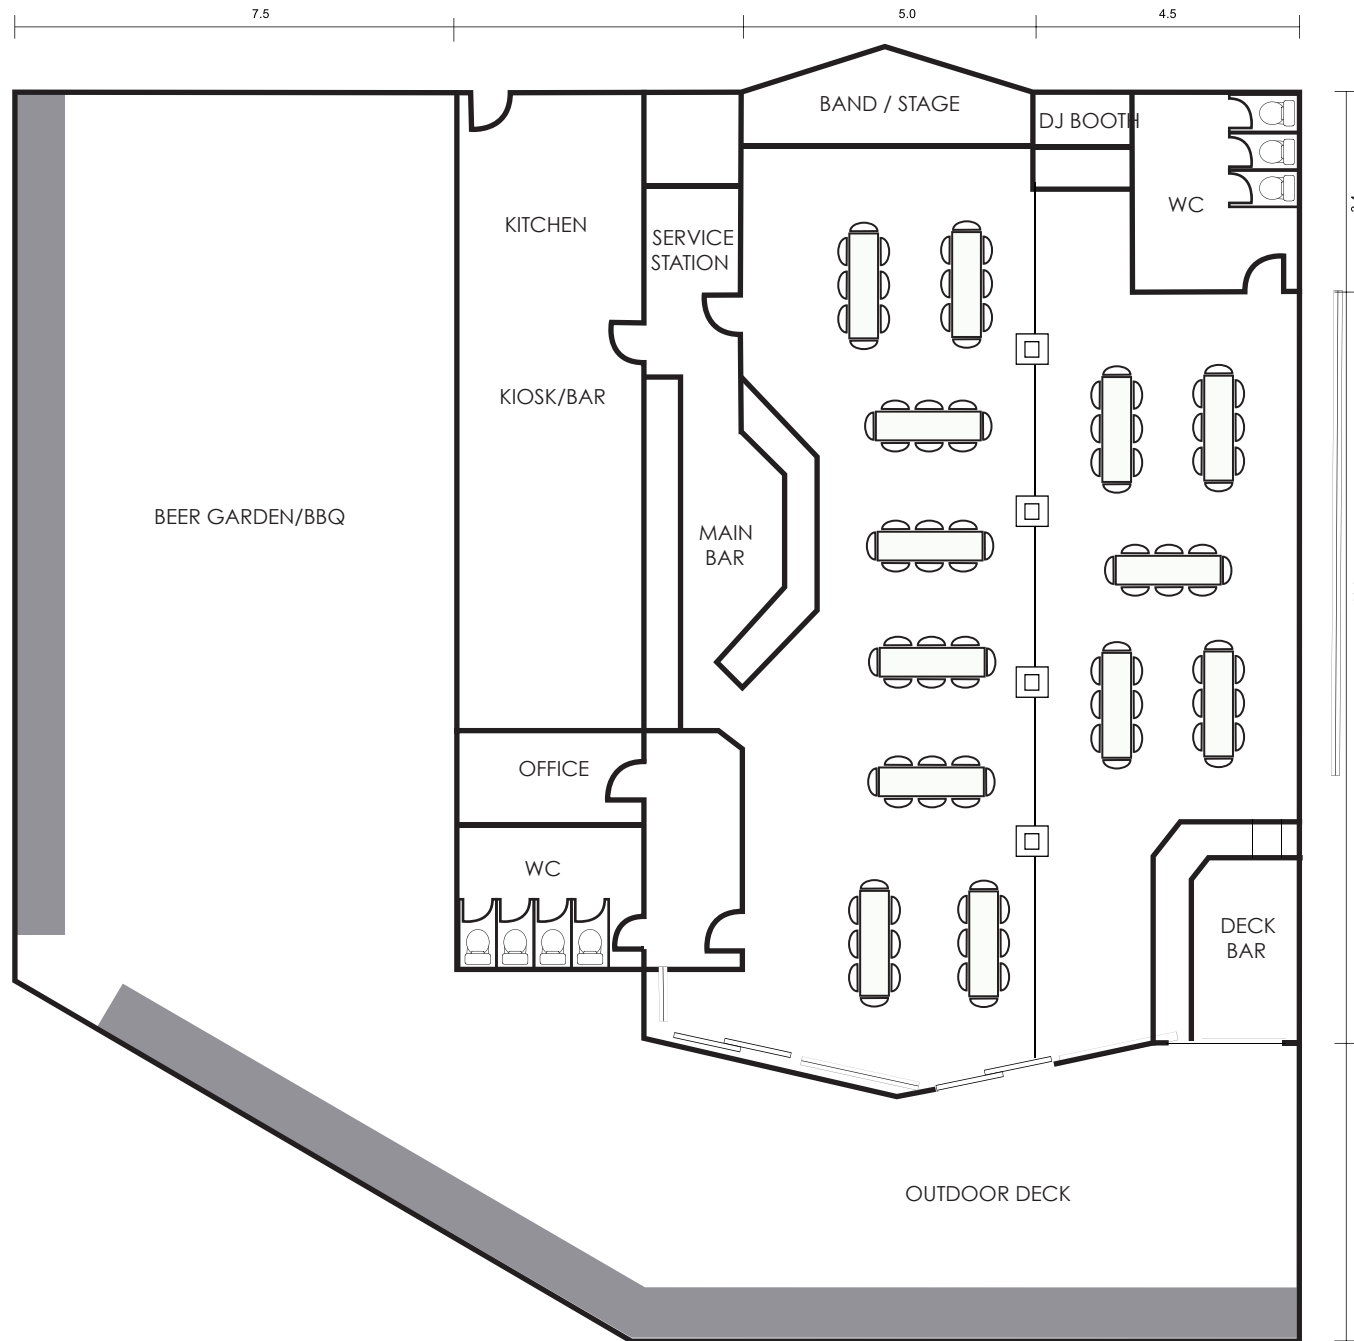 7.5
5.0
4.5
BAND / STAGE
DJ BOOTH
WC
KITCHEN
SERVICE
STATION
KIOSK/BAR
BEER GARDEN/BBQ
MAIN
BAR
OFFICE
WC
DECK
BAR
OUTDOOR DECK